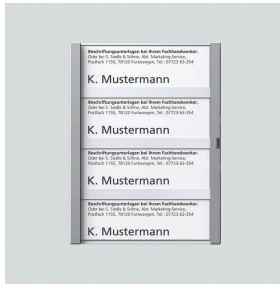 Beschriftungsunterlagen bei Ihrem Fachhandwerker.
Oder bei S. Siedle & Söhne, Abt. Marketing-Service,
Postfach 1155, 78120 Furtwangen, Tel.: 07723 63-354
K. Mustermann
Beschriftungsunterlagen bei Ihrem Fachhandwerker.
Oder bei S. Siedle & Söhne, Abt. Marketing-Service,
Postfach 1155, 78120 Furtwangen, Tel.: 07723 63-354
K. Mustermann
Beschriftungsunterlagen bei Ihrem Fachhandwerker.
Oder bei S. Siedle & Söhne, Abt. Marketing-Service,
Postfach 1155, 78120 Furtwangen, Tel.: 07723 63-354
K. Mustermann
Beschriftungsunterlagen bei Ihrem Fachhandwerker.
Oder bei S. Siedle & Söhne, Abt. Marketing-Service,
Postfach 1155, 78120 Furtwangen, Tel.: 07723 63-354
K. Mustermann